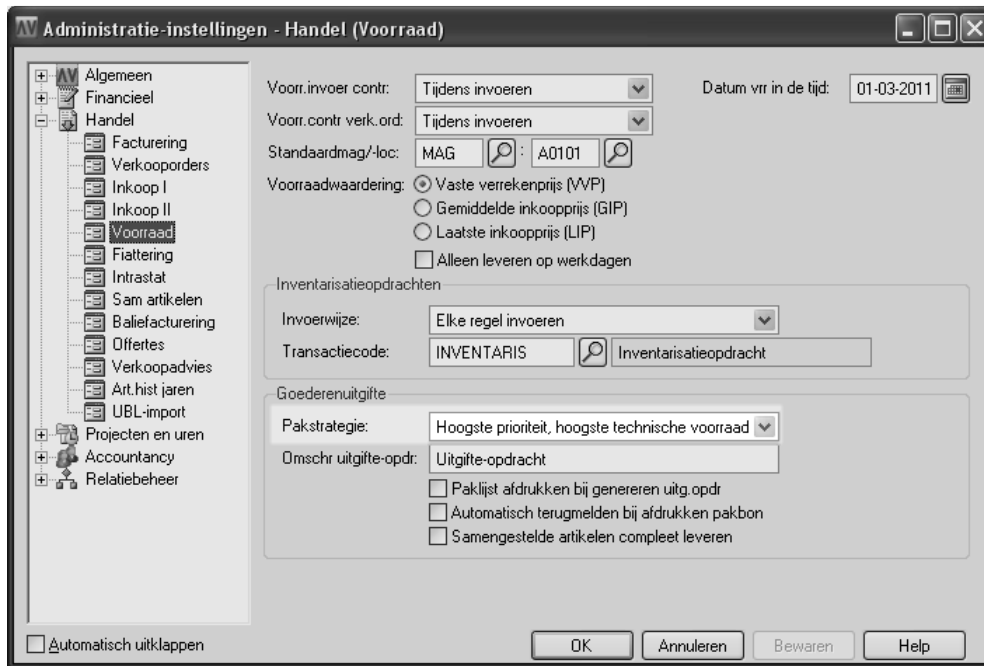 Administratie-instellingen - Handel (Voorraad)
Algemeen
Financieel
Handel
Facturering
Verkooporders
Inkoop I
Inkoop II
Voorraad
Fiattering
Intrastat
Sam artikelen
Baliefacturering
Offertes
Verkoopadvies
Art.hist jaren
UBL-import
Projecten en uren
Accountancy
Relatiebeheer
Automatisch uitklappen
Voorr.invoer contr: Tijdens invoeren Datum vrr in de tijd: 01-03-2011
Voorr.contr verk.ord: Tijdens invoeren
Standaardmag/-loc: MAG : A0101
Voorraadwaardering: Vaste verrekenprijs (VVP)
Gemiddelde inkoopprijs (GIP)
Laatste inkoopprijs (LIP)
Alleen leveren op werkdagen
Inventarisatieopdrachten
Invoerwijze: Elke regel invoeren
Transactiecode: INVENTARIS Inventarisatieopdracht
Goederenuitgifte
Pakstrategie: Hoogste prioriteit, hoogste technische voorraad
Omschr uitgifte-opdr: Uitgifte-opdracht
Paklijst afdrukken bij genereren uitg.opdr
Automatisch terugmelden bij afdrukken pakbon
Samengestelde artikelen compleet leveren
OK Annuleren Bewaren Help